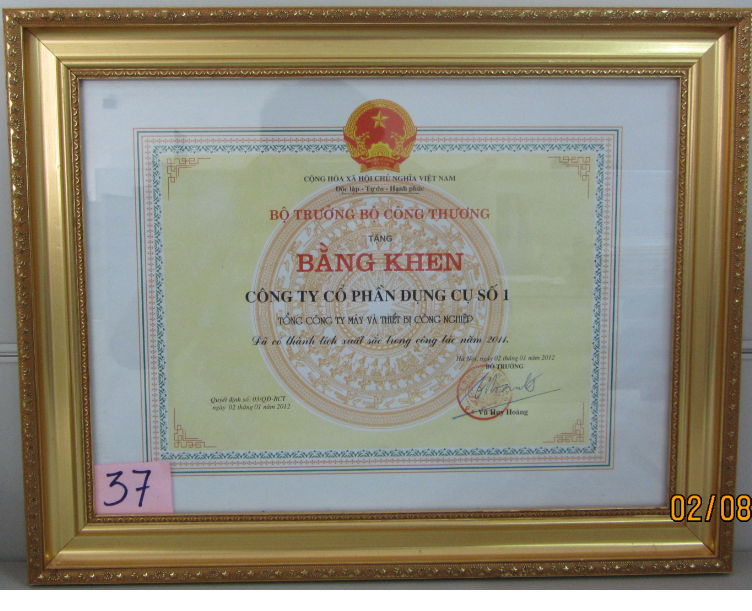 CỘNG HÒA XÃ HỘI CHỦ NGHĨA VIỆT NAM
Độc lập - Tự do - Hạnh phúc
BỘ TRƯỞNG BỘ CÔNG THƯƠNG
TẶNG
BẰNG KHEN
CÔNG TY CỔ PHẦN DỤNG CỤ SỐ 1
TỔNG CÔNG TY MÁY VÀ THIẾT BỊ CÔNG NGHIỆP
Đã có thành tích xuất sắc trong công tác năm 2011.
Hà Nội, ngày 02 tháng 01 năm 2012
BỘ TRƯỞNG
Quyết định số: 03/QĐ-BCT
ngày 02 tháng 01 năm 2012
Vũ Huy Hoàng
37
02/08